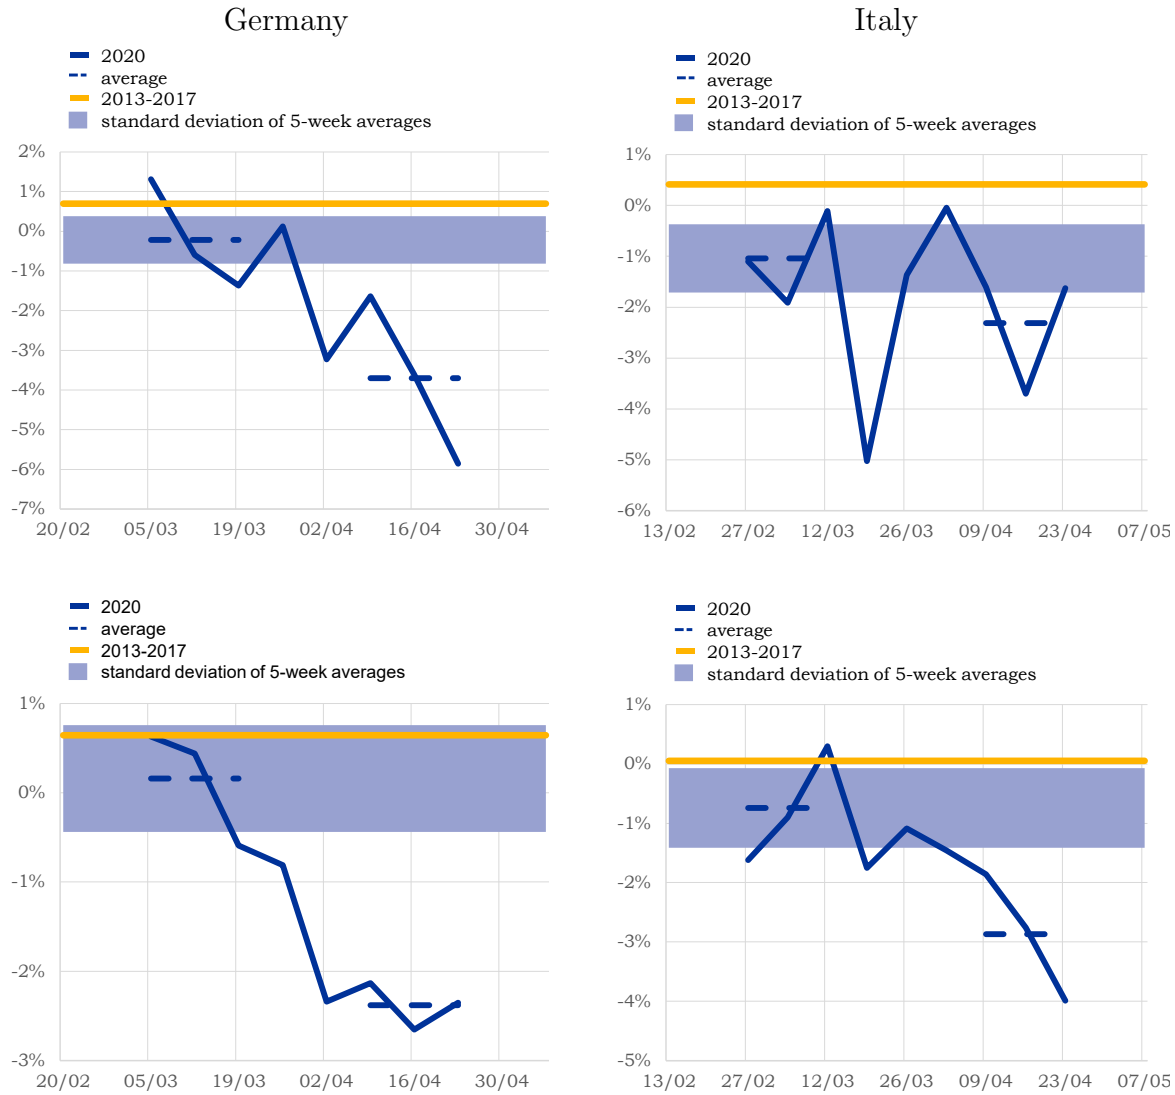 Germany
2020
average
2013-2017
standard deviation of 5-week averages
2%
1%
0%
-1%
-2%
-3%
-4%
-5%
-6%
-7%
20/02 05/03 19/03 02/04 16/04 30/04
Italy
2020
average
2013-2017
standard deviation of 5-week averages
1%
0%
-1%
-2%
-3%
-4%
-5%
-6%
13/02 27/02 12/03 26/03 09/04 23/04 07/05
2020
average
2013-2017
standard deviation of 5-week averages
1%
0%
-1%
-2%
-3%
20/02 05/03 19/03 02/04 16/04 30/04
2020
average
2013-2017
standard deviation of 5-week averages
1%
0%
-1%
-2%
-3%
-4%
-5%
13/02 27/02 12/03 26/03 09/04 23/04 07/05